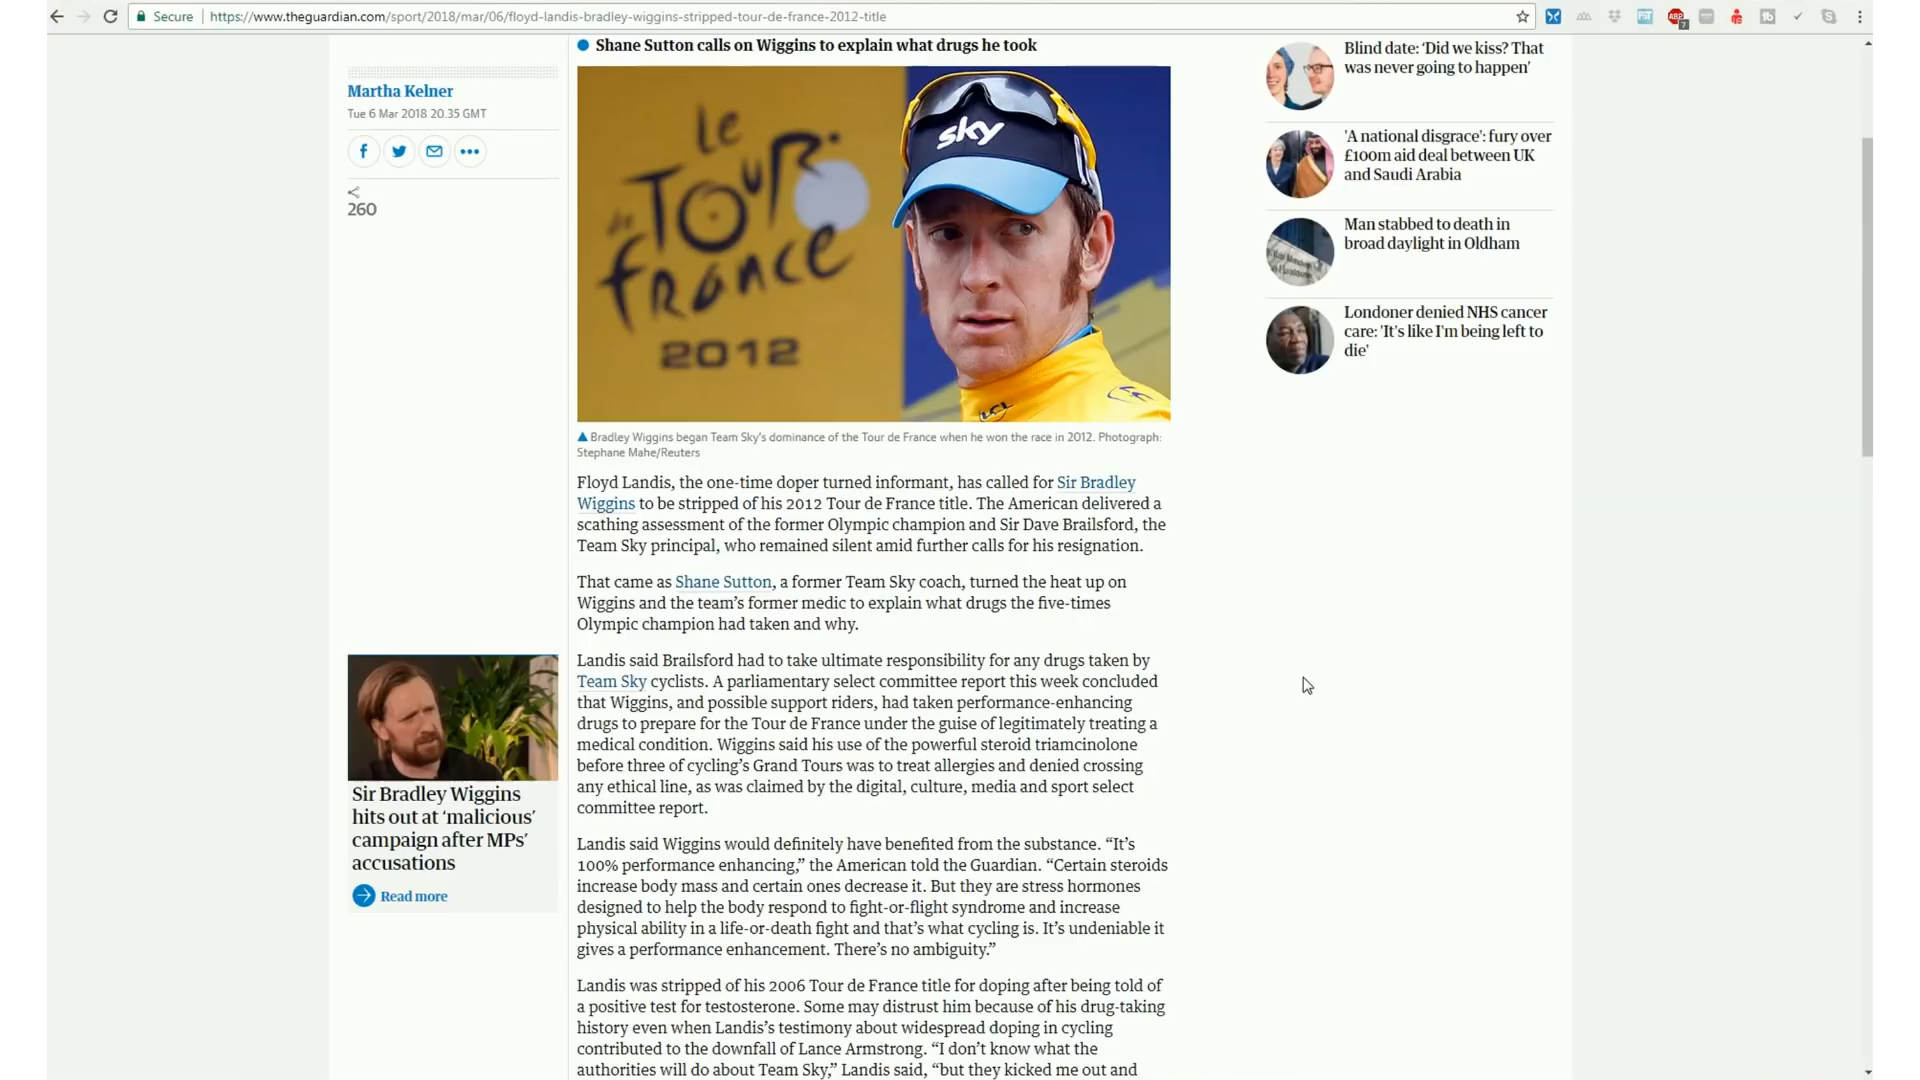 Secure
https://www.theguardian.com/sport/2018/mar/06/floyd-landis-bradley-wiggins-stripped-tour-de-france-2012-title
Shane Sutton calls on Wiggins to explain what drugs he took
Martha Kelner
Tue 6 Mar 2018 20.35 GMT
260
le
TOUR
de
france
2012
sky
LCL
Bradley Wiggins began Team Sky's dominance of the Tour de France when he won the race in 2012. Photograph:
Stephane Mahe/Reuters
Floyd Landis, the one-time doper turned informant, has called for Sir Bradley
Wiggins to be stripped of his 2012 Tour de France title. The American delivered a
scathing assessment of the former Olympic champion and Sir Dave Brailsford, the
Team Sky principal, who remained silent amid further calls for his resignation.
That came as Shane Sutton, a former Team Sky coach, turned the heat up on
Wiggins and the team’s former medic to explain what drugs the five-times
Olympic champion had taken and why.
Landis said Brailsford had to take ultimate responsibility for any drugs taken by
Team Sky cyclists. A parliamentary select committee report this week concluded
that Wiggins, and possible support riders, had taken performance-enhancing
drugs to prepare for the Tour de France under the guise of legitimately treating a
medical condition. Wiggins said his use of the powerful steroid triamcinolone
before three of cycling’s Grand Tours was to treat allergies and denied crossing
any ethical line, as was claimed by the digital, culture, media and sport select
committee report.
Landis said Wiggins would definitely have benefited from the substance. “It’s
100% performance enhancing,” the American told the Guardian. “Certain steroids
increase body mass and certain ones decrease it. But they are stress hormones
designed to help the body respond to fight-or-flight syndrome and increase
physical ability in a life-or-death fight and that’s what cycling is. It’s undeniable it
gives a performance enhancement. There’s no ambiguity.”
Landis was stripped of his 2006 Tour de France title for doping after being told of
a positive test for testosterone. Some may distrust him because of his drug-taking
history even when Landis’s testimony about widespread doping in cycling
contributed to the downfall of Lance Armstrong. “I don’t know what the
authorities will do about Team Sky,” Landis said, “but they kicked me out and
Sir Bradley Wiggins
hits out at ‘malicious’
campaign after MPs’
accusations
Read more
Blind date: ‘Did we kiss? That
was never going to happen’
'A national disgrace': fury over
£100m aid deal between UK
and Saudi Arabia
Man stabbed to death in
broad daylight in Oldham
Londoner denied NHS cancer
care: 'It's like I'm being left to
die'